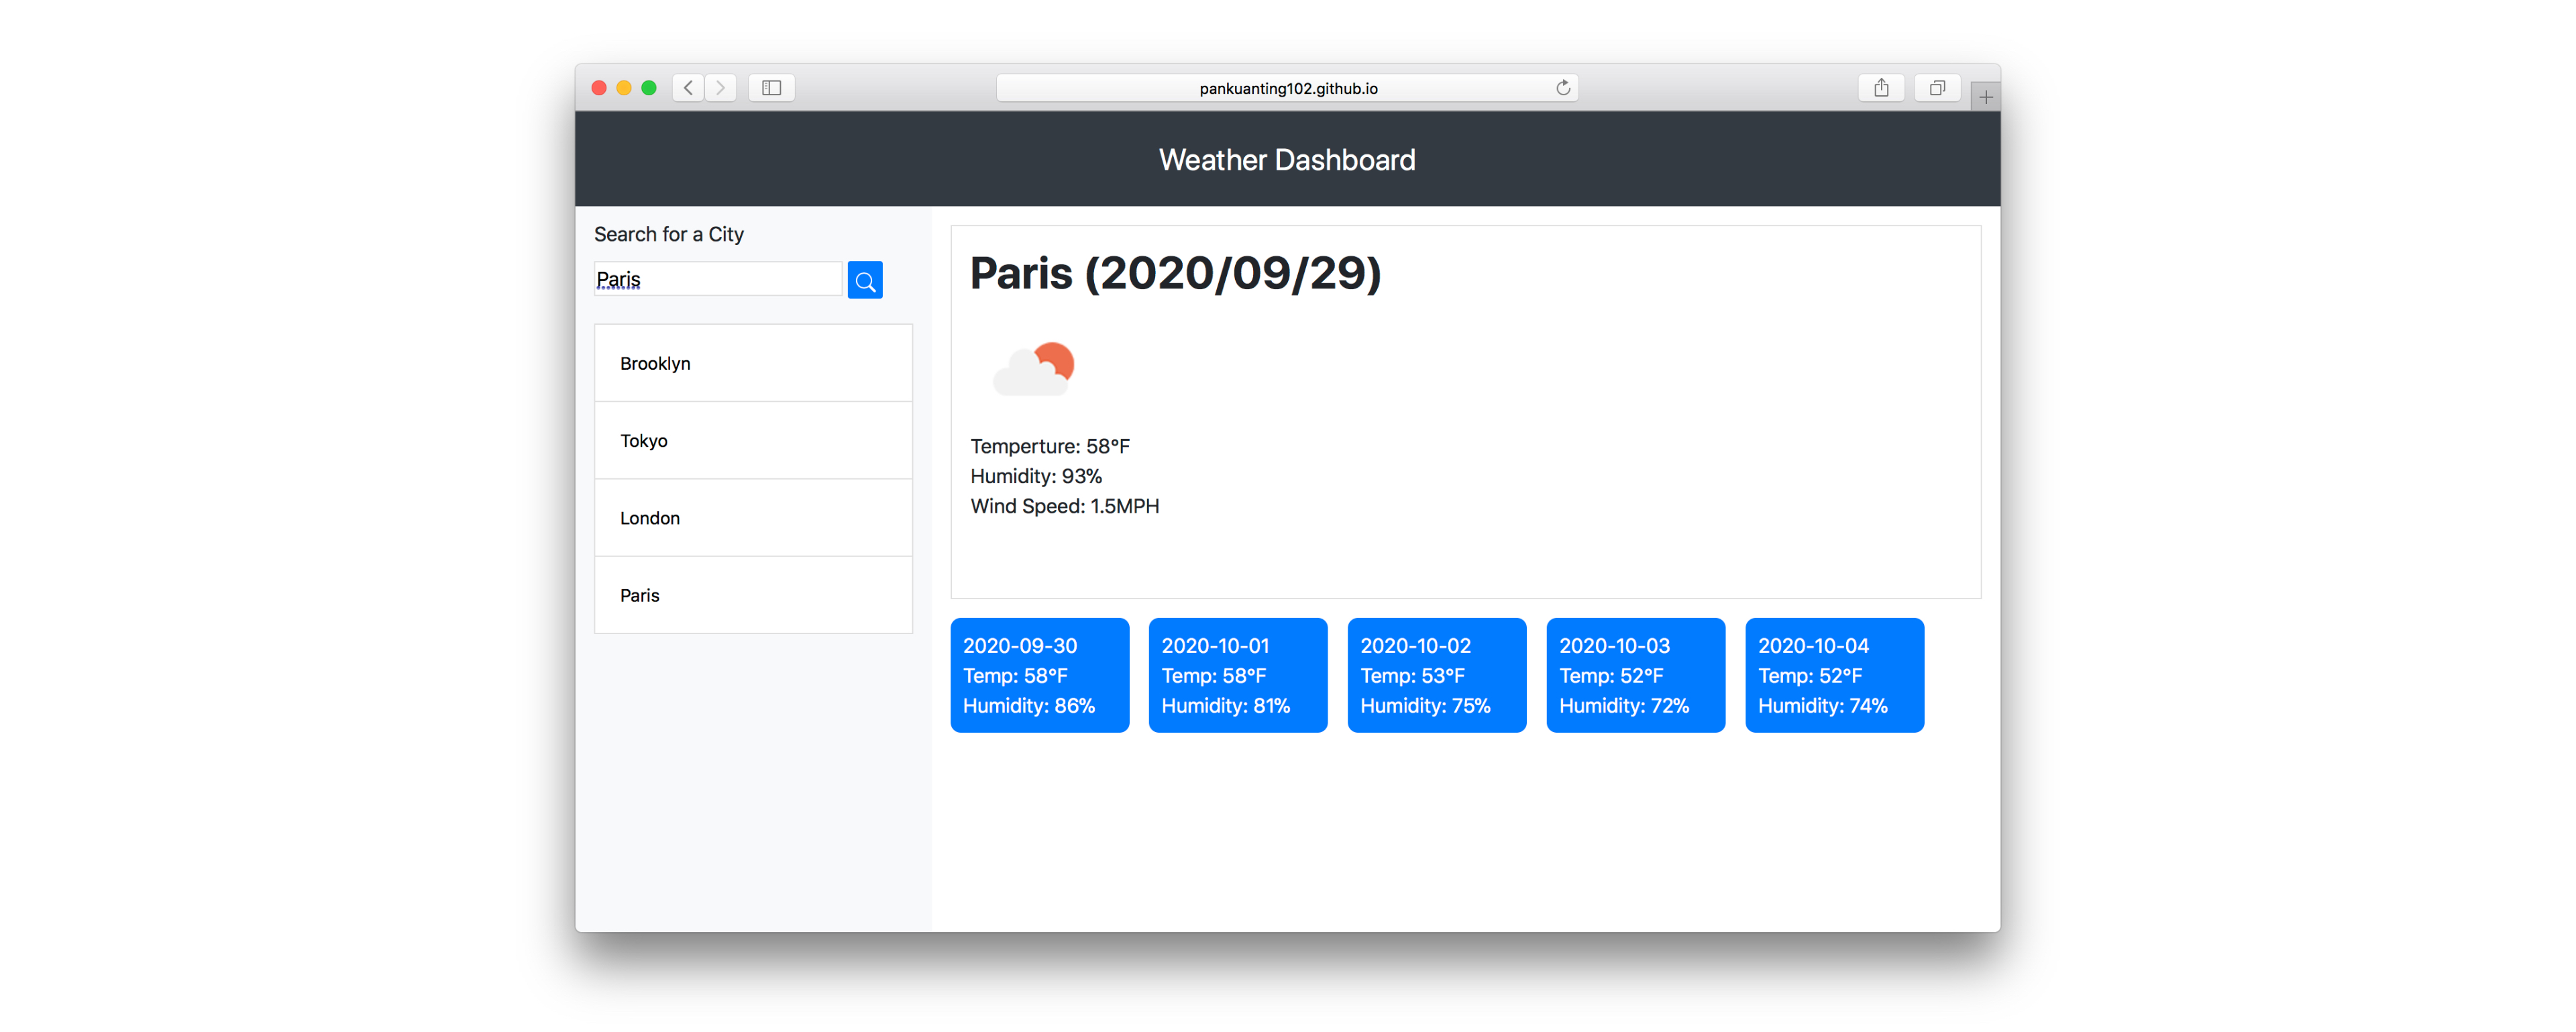 pankuanting102.github.io
Weather Dashboard
Search for a City
Paris
Brooklyn
Tokyo
London
Paris
Paris (2020/09/29)
Temperture: 58°F
Humidity: 93%
Wind Speed: 1.5MPH
2020-09-30
Temp: 58°F
Humidity: 86%
2020-10-01
Temp: 58°F
Humidity: 81%
2020-10-02
Temp: 53°F
Humidity: 75%
2020-10-03
Temp: 52°F
Humidity: 72%
2020-10-04
Temp: 52°F
Humidity: 74%